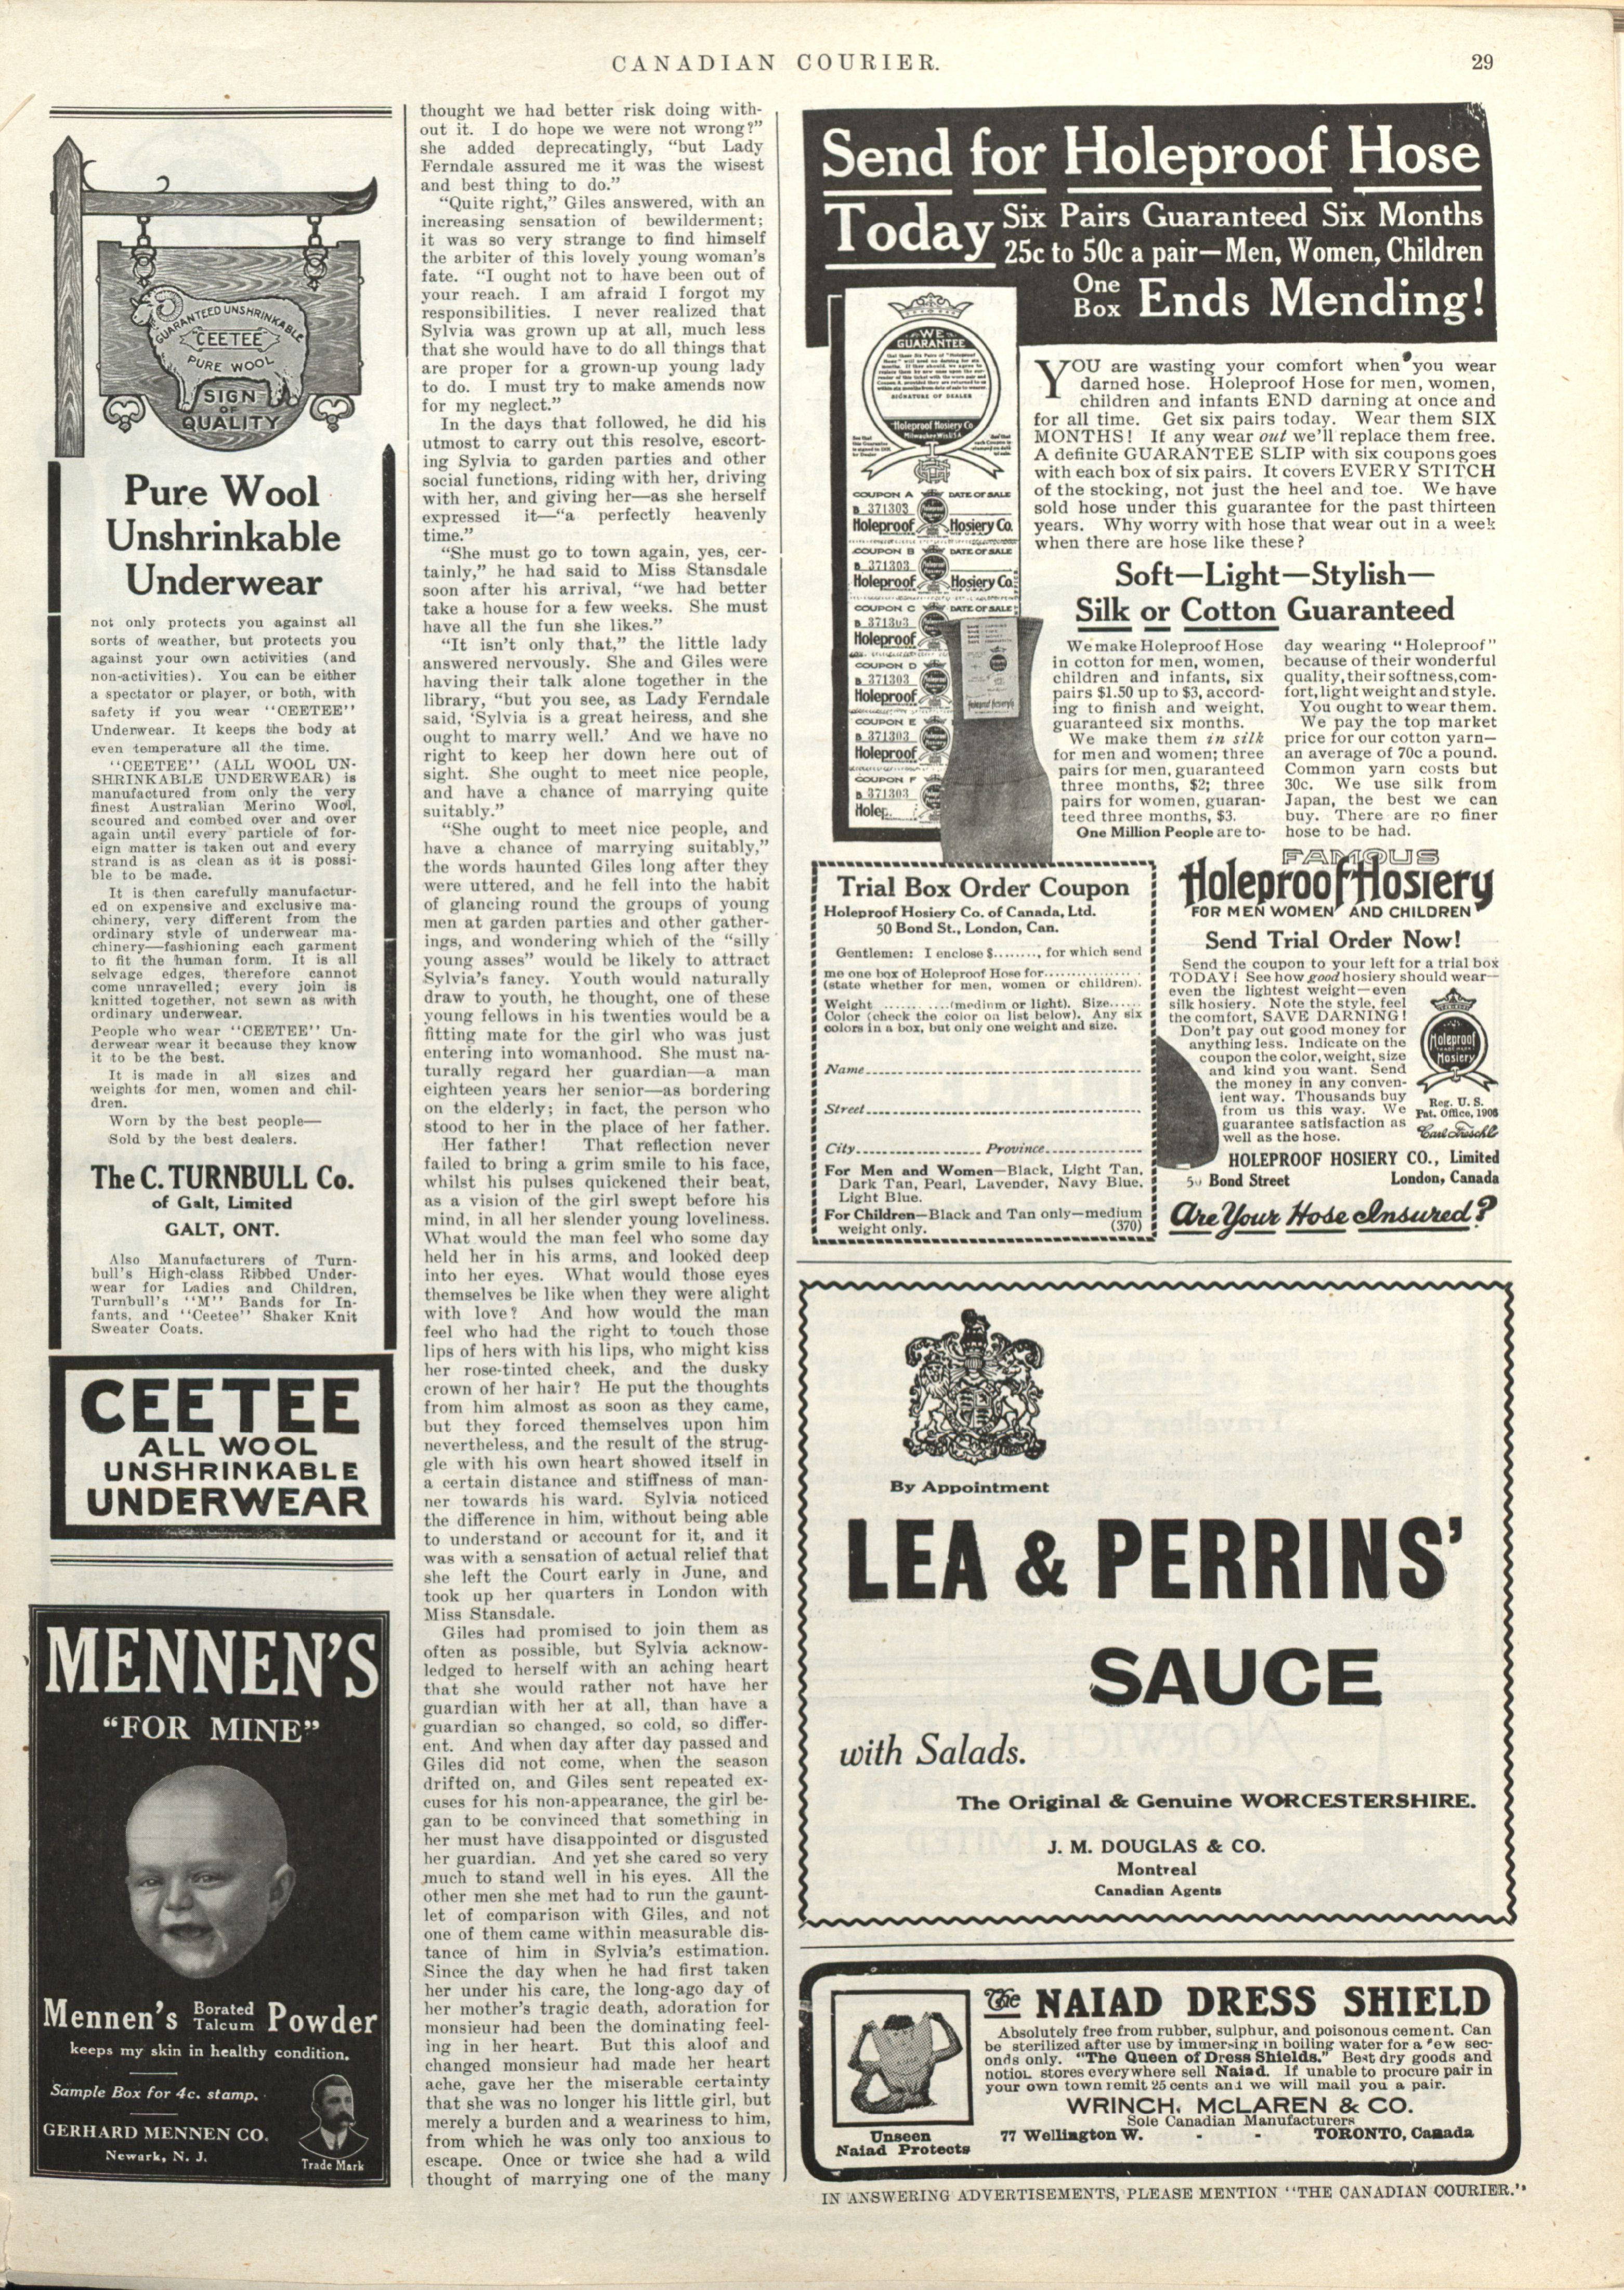 CANADIAN COURIER.
29
GUARANTEED UNSHRINKABLE
CEETEE
PURE WOOL
SIGN
OF
QUALITY
Pure Wool
Unshrinkable
Underwear
not only protects you against all
sorts of weather, but protects you
against your own activities (and
non-activities). You can be either
a spectator or player, or both, with
safety if you wear "CEETEE"
Underwear. It keeps the body at
even temperature all the time.
"CEETEE" (ALL WOOL UN-
SHRINKABLE UNDERWEAR) is
manufactured from only the very
finest Australian Merino Wool,
scoured and combed over and over
again until every particle of for-
eign matter is taken out and every
strand is as clean as it is possi-
ble to be made.
It is then carefully manufactur-
ed on expensive and exclusive ma-
chinery, very different from the
ordinary style of underwear ma-
chinery—fashioning each garment
to fit the human form. It is all
selvage edges, therefore cannot
come unravelled; every join is
knitted together, not sewn as with
ordinary underwear.
People who wear "CEETEE" Un-
derwear wear it because they know
it to be the best.
It is made in all sizes and
weights for men, women and chil-
dren.
Worn by the best people—
Sold by the best dealers.
The C. TURNBULL Co.
of Galt, Limited
GALT, ONT.
Also Manufacturers of Turn-
bull's High-class Ribbed Under-
wear for Ladies and Children,
Turnbull's "M" Bands for In-
fants, and "Ceetee" Shaker Knit
Sweater Coats.
CEETEE
ALL WOOL
UNSHRINKABLE
UNDERWEAR
MENNEN'S
"FOR MINE"
Mennen's Borated Talcum Powder
keeps my skin in healthy condition.
Sample Box for 4c. stamp.
GERHARD MENNEN CO.
Newark, N. J.
Trade Mark
thought we had better risk doing with-
out it. I do hope we were not wrong?"
she added deprecatingly, "but Lady
Ferndale assured me it was the wisest
and best thing to do."
"Quite right," Giles answered, with an
increasing sensation of bewilderment;
it was so very strange to find himself
the arbiter of this lovely young woman's
fate. "I ought not to have been out of
your reach. I am afraid I forgot my
responsibilities. I never realized that
Sylvia was grown up at all, much less
that she would have to do all things that
are proper for a grown-up young lady
to do. I must try to make amends now
for my neglect."
In the days that followed, he did his
utmost to carry out this resolve, escort-
ing Sylvia to garden parties and other
social functions, riding with her, driving
with her, and giving her—as she herself
expressed it—"a perfectly heavenly
time."
"She must go to town again, yes, cer-
tainly," he had said to Miss Stansdale
soon after his arrival, "we had better
take a house for a few weeks. She must
have all the fun she likes."
"It isn't only that," the little lady
answered nervously. She and Giles were
having their talk alone together in the
library, "but you see, as Lady Ferndale
said, 'Sylvia is a great heiress, and she
ought to marry well.' And we have no
right to keep her down here out of
sight. She ought to meet nice people,
and have a chance of marrying quite
suitably."
"She ought to meet nice people, and
have a chance of marrying suitably,"
the words haunted Giles long after they
were uttered, and he fell into the habit
of glancing round the groups of young
men at garden parties and other gather-
ings, and wondering which of the "silly
young asses" would be likely to attract
Sylvia's fancy. Youth would naturally
draw to youth, he thought, one of these
young fellows in his twenties would be a
fitting mate for the girl who was just
entering into womanhood. She must na-
turally regard her guardian—a man
eighteen years her senior—as bordering
on the elderly; in fact, the person who
stood to her in the place of her father.
Her father! That reflection never
failed to bring a grim smile to his face,
whilst his pulses quickened their beat,
as a vision of the girl swept before his
mind, in all her slender young loveliness.
What would the man feel who some day
held her in his arms, and looked deep
into her eyes. What would those eyes
themselves be like when they were alight
with love? And how would the man
feel who had the right to touch those
lips of hers with his lips, who might kiss
her rose-tinted cheek, and the dusky
crown of her hair? He put the thoughts
from him almost as soon as they came,
but they forced themselves upon him
nevertheless, and the result of the strug-
gle with his own heart showed itself in
a certain distance and stiffness of man-
ner towards his ward. Sylvia noticed
the difference in him, without being able
to understand or account for it, and it
was with a sensation of actual relief that
she left the Court early in June, and
took up her quarters in London with
Miss Stansdale.
Giles had promised to join them as
often as possible, but Sylvia acknow-
ledged to herself with an aching heart
that she would rather not have her
guardian with her at all, than have a
guardian so changed, so cold, so differ-
ent. And when day after day passed and
Giles did not come, when the season
drifted on, and Giles sent repeated ex-
cuses for his non-appearance, the girl be-
gan to be convinced that something in
her must have disappointed or disgusted
her guardian. And yet she cared so very
much to stand well in his eyes. All the
other men she met had to run the gaunt-
let of comparison with Giles, and not
one of them came within measurable dis-
tance of him in Sylvia's estimation.
Since the day when he had first taken
her under his care, the long-ago day of
her mother's tragic death, adoration for
monsieur had been the dominating feel-
ing in her heart. But this aloof and
changed monsieur had made her heart
ache, gave her the miserable certainty
that she was no longer his little girl, but
merely a burden and a weariness to him,
from which he was only too anxious to
escape. Once or twice she had a wild
thought of marrying one of the many
Send for Holeproof Hose
Today Six Pairs Guaranteed Six Months
25c to 50c a pair—Men, Women, Children
One Box Ends Mending!
WE
GUARANTEE
SIGNATURE OF DEALER
Holeproof Hosiery Co
Milwaukee Wis. USA
COUPON A DATE OF SALE
B 371303
Holeproof Hosiery Co.
COUPON B DATE OF SALE
B 371303
Holeproof Hosiery Co.
COUPON C DATE OF SALE
B 371303
Holeproof
COUPON D
B 371303
Holeproof
COUPON E
B 371303
Holeproof
COUPON F
B 371303
Holep
YOU are wasting your comfort when you wear
darned hose. Holeproof Hose for men, women,
children and infants END darning at once and
for all time. Get six pairs today. Wear them SIX
MONTHS! If any wear out we'll replace them free.
A definite GUARANTEE SLIP with six coupons goes
with each box of six pairs. It covers EVERY STITCH
of the stocking, not just the heel and toe. We have
sold hose under this guarantee for the past thirteen
years. Why worry with hose that wear out in a week
when there are hose like these?
Soft—Light—Stylish—
Silk or Cotton Guaranteed
We make Holeproof Hose
in cotton for men, women,
children and infants, six
pairs $1.50 up to $3, accord-
ing to finish and weight,
guaranteed six months.
We make them in silk
for men and women; three
pairs for men, guaranteed
three months, $2; three
pairs for women, guaran-
teed three months, $3.
One Million People are to-
day wearing "Holeproof"
because of their wonderful
quality, their softness, com-
fort, light weight and style.
You ought to wear them.
We pay the top market
price for our cotton yarn—
an average of 70c a pound.
Common yarn costs but
30c. We use silk from
Japan, the best we can
buy. There are no finer
hose to be had.
Trial Box Order Coupon
Holeproof Hosiery Co. of Canada, Ltd.
50 Bond St., London, Can.
Gentlemen: I enclose $........, for which send
me one box of Holeproof Hose for.................
(state whether for men, women or children).
Weight ............(medium or light). Size......
Color (check the color on list below). Any six
colors in a box, but only one weight and size.
Name
Street
City Province
For Men and Women—Black, Light Tan,
Dark Tan, Pearl, Lavender, Navy Blue,
Light Blue.
For Children—Black and Tan only—medium
weight only. (370)
FAMOUS
Holeproof Hosiery
FOR MEN WOMEN AND CHILDREN
Send Trial Order Now!
Send the coupon to your left for a trial box
TODAY! See how good hosiery should wear—
even the lightest weight—even
silk hosiery. Note the style, feel
the comfort, SAVE DARNING!
Don't pay out good money for
anything less. Indicate on the
coupon the color, weight, size
and kind you want. Send
the money in any conven-
ient way. Thousands buy
from us this way. We
guarantee satisfaction as
well as the hose.
Holeproof
Hosiery
Reg. U. S.
Pat. Office, 1906
Carl Freschl
HOLEPROOF HOSIERY CO., Limited
50 Bond Street London, Canada
Are Your Hose Insured?
By Appointment
LEA & PERRINS'
SAUCE
with Salads.
The Original & Genuine WORCESTERSHIRE.
J. M. DOUGLAS & CO.
Montreal
Canadian Agents
The NAIAD DRESS SHIELD
Absolutely free from rubber, sulphur, and poisonous cement. Can
be sterilized after use by immersing in boiling water for a few sec-
onds only. "The Queen of Dress Shields." Best dry goods and
notion stores everywhere sell Naiad. If unable to procure pair in
your own town remit 25 cents and we will mail you a pair.
WRINCH, McLAREN & CO.
Sole Canadian Manufacturers
77 Wellington W. - - TORONTO, Canada
Unseen
Naiad Protects
IN ANSWERING ADVERTISEMENTS, PLEASE MENTION "THE CANADIAN COURIER."